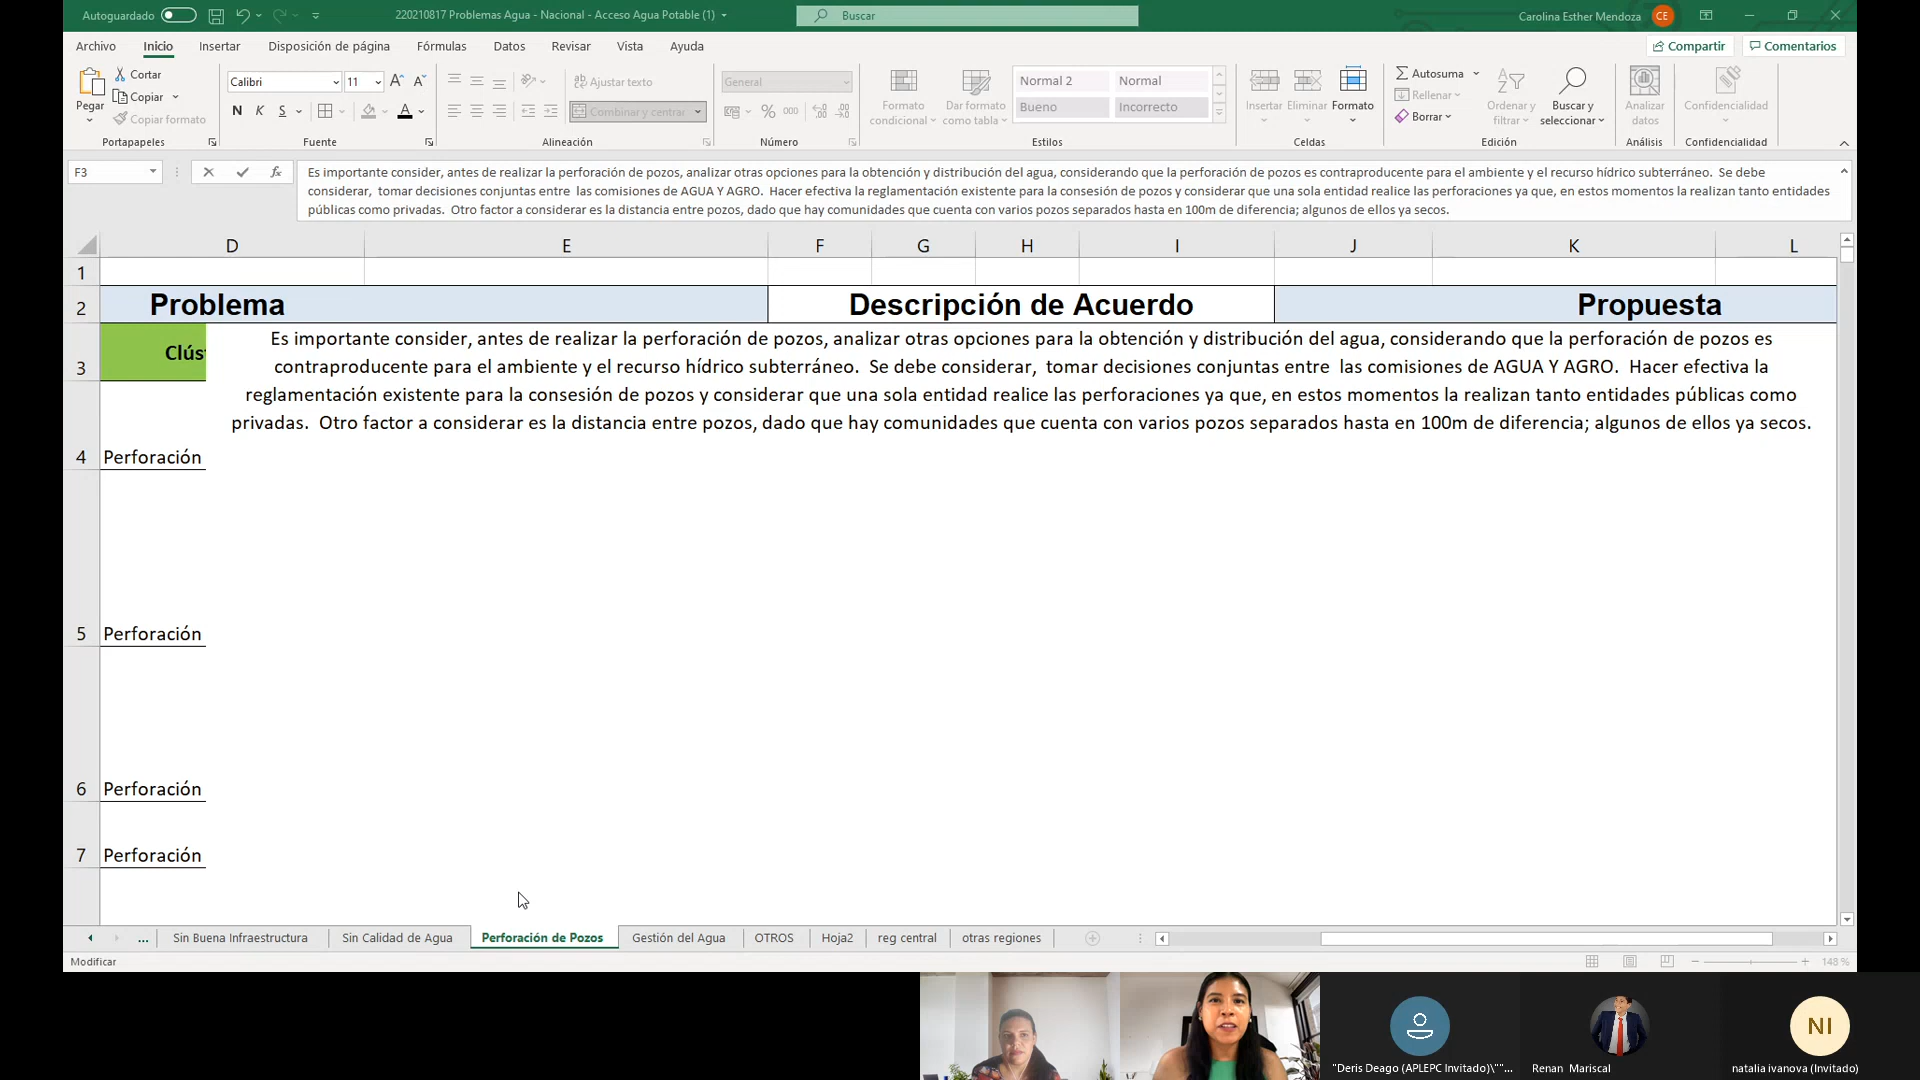 Autoguardado
220210817 Problemas Agua - Nacional - Acceso Agua Potable (1)
Buscar
Carolina Esther Mendoza CE
Archivo Inicio Insertar Disposición de página Fórmulas Datos Revisar Vista Ayuda
Compartir Comentarios
Pegar
Cortar
Copiar
Copiar formato
Portapapeles
Calibri 11
N K S
Fuente
Ajustar texto
Combinar y centrar
Alineación
General
% 000
Número
Formato condicional
Dar formato como tabla
Normal 2 Normal
Bueno Incorrecto
Estilos
Insertar Eliminar Formato
Celdas
Autosuma
Rellenar
Borrar
Ordenar y filtrar
Buscar y seleccionar
Edición
Analizar datos
Análisis
Confidencialidad
Confidencialidad
F3
fx
Es importante consider, antes de realizar la perforación de pozos, analizar otras opciones para la obtención y distribución del agua, considerando que la perforación de pozos es contraproducente para el ambiente y el recurso hídrico subterráneo. Se debe
considerar, tomar decisiones conjuntas entre las comisiones de AGUA Y AGRO. Hacer efectiva la reglamentación existente para la consesión de pozos y considerar que una sola entidad realice las perforaciones ya que, en estos momentos la realizan tanto entidades
públicas como privadas. Otro factor a considerar es la distancia entre pozos, dado que hay comunidades que cuenta con varios pozos separados hasta en 100m de diferencia; algunos de ellos ya secos.
D E F G H I J K L
1
2 Problema Descripción de Acuerdo Propuesta
3 Clús
Es importante consider, antes de realizar la perforación de pozos, analizar otras opciones para la obtención y distribución del agua, considerando que la perforación de pozos es
contraproducente para el ambiente y el recurso hídrico subterráneo. Se debe considerar, tomar decisiones conjuntas entre las comisiones de AGUA Y AGRO. Hacer efectiva la
reglamentación existente para la consesión de pozos y considerar que una sola entidad realice las perforaciones ya que, en estos momentos la realizan tanto entidades públicas como
privadas. Otro factor a considerar es la distancia entre pozos, dado que hay comunidades que cuenta con varios pozos separados hasta en 100m de diferencia; algunos de ellos ya secos.
4 Perforación
5 Perforación
6 Perforación
7 Perforación
... Sin Buena Infraestructura Sin Calidad de Agua Perforación de Pozos Gestión del Agua OTROS Hoja2 reg central otras regiones
Modificar
148 %
NI
"Deris Deago (APLEPC Invitado)\""... Renan Mariscal natalia ivanova (Invitado)